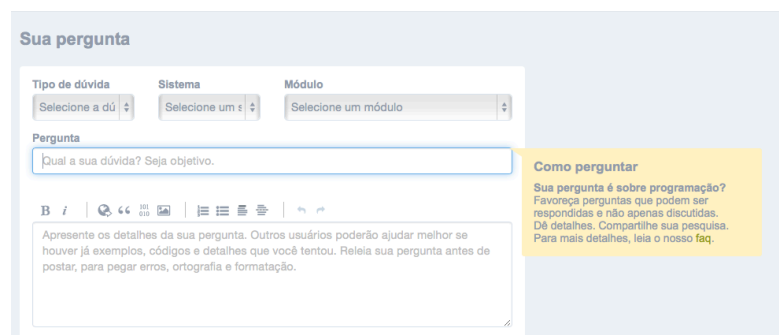 Sua pergunta
Tipo de dúvida Sistema Módulo
Selecione a dú Selecione um s Selecione um módulo
Pergunta
Qual a sua dúvida? Seja objetivo.
Como perguntar
Sua pergunta é sobre programação?
Favoreça perguntas que podem ser
respondidas e não apenas discutidas.
Dê detalhes. Compartilhe sua pesquisa.
Para mais detalhes, leia o nosso faq.
B i “ 101
010
Apresente os detalhes da sua pergunta. Outros usuários poderão ajudar melhor se
houver já exemplos, códigos e detalhes que você tentou. Releia sua pergunta antes de
postar, para pegar erros, ortografia e formatação.